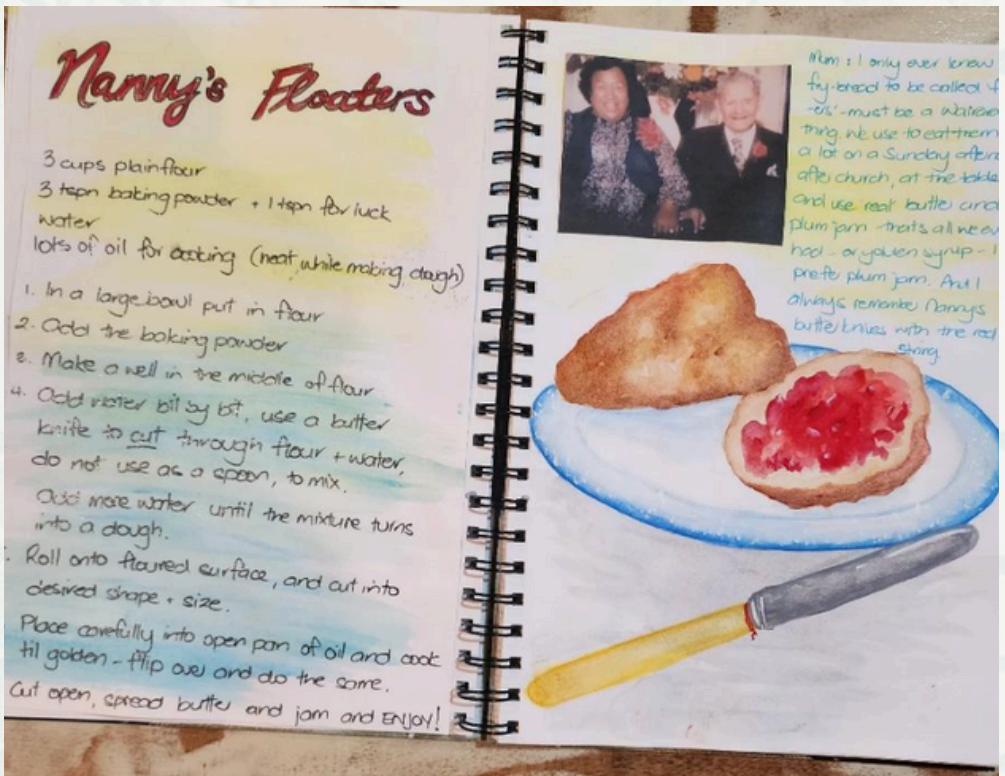 Nanny's Floaters
3 cups plain flour
3 tspn baking powder + 1 tspn for luck
water
lots of oil for cooking (heat while making dough)
1. In a large bowl put in flour
2. Add the baking powder
3. Make a well in the middle of flour
4. Add water bit by bit, use a butter
knife to cut through flour + water,
do not use as a spoon, to mix.
Add more water until the mixture turns
into a dough.
. Roll onto floured surface, and cut into
desired shape + size.
Place carefully into open pan of oil and cook
til golden - flip over and do the same.
Cut open, spread butter and jam and ENJOY!
Mum: I only ever knew
fry-bread to be called
-ers' - must be a
thing. We use to eat them
a lot on a Sunday
after church, at the table
and use real butter and
plum jam - thats all we
had - or golden syrup - I
prefer plum jam. And I
always remember Nannys
butter knives with the red
string